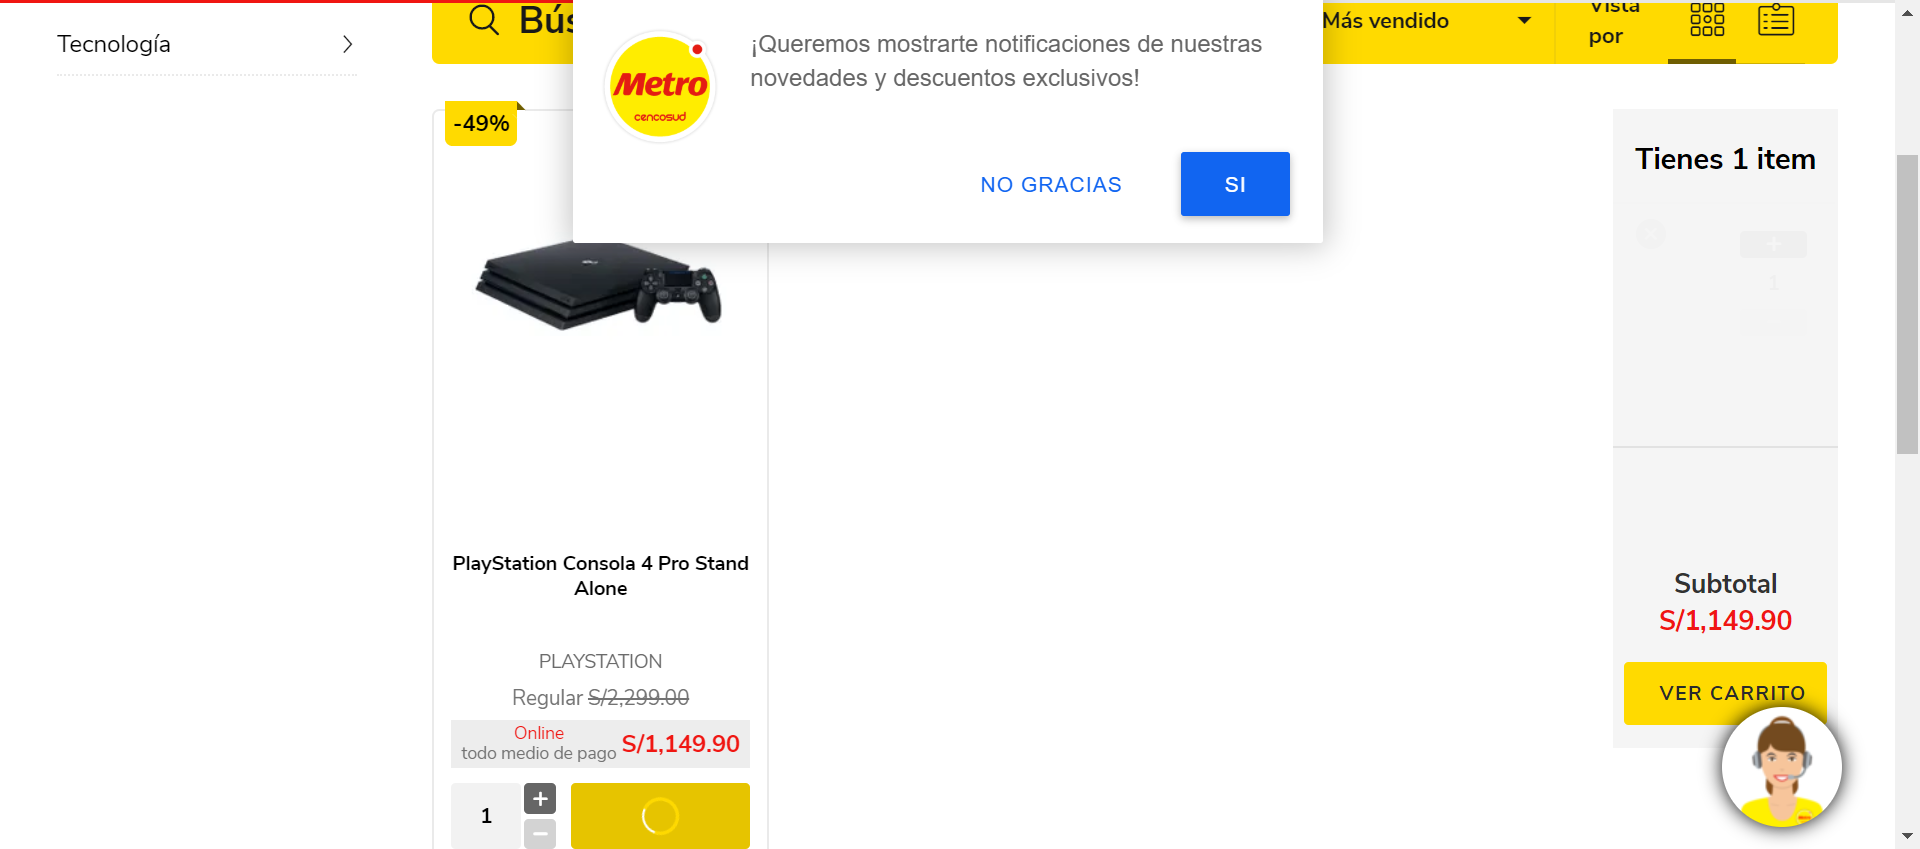 Tecnología
Bús
Más vendido
Vista
por
Metro
cencosud
¡Queremos mostrarte notificaciones de nuestras
novedades y descuentos exclusivos!
NO GRACIAS
SI
-49%
PlayStation Consola 4 Pro Stand
Alone
PLAYSTATION
Regular S/2,299.00
Online
todo medio de pago
S/1,149.90
1
+
−
Tienes 1 item
+
1
Subtotal
S/1,149.90
VER CARRITO